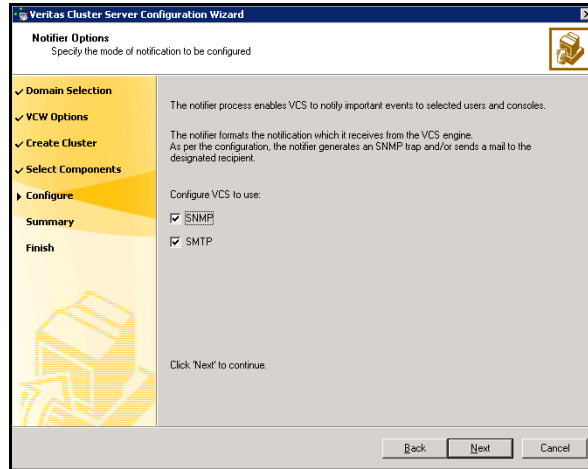 Veritas Cluster Server Configuration Wizard
Notifier Options
Specify the mode of notification to be configured
Domain Selection
VCW Options
Create Cluster
Select Components
Configure
Summary
Finish
The notifier process enables VCS to notify important events to selected users and consoles.
The notifier formats the notification which it receives from the VCS engine.
As per the configuration, the notifier generates an SNMP trap and/or sends a mail to the
designated recipient.
Configure VCS to use:
SNMP
SMTP
Click 'Next' to continue.
Back Next Cancel